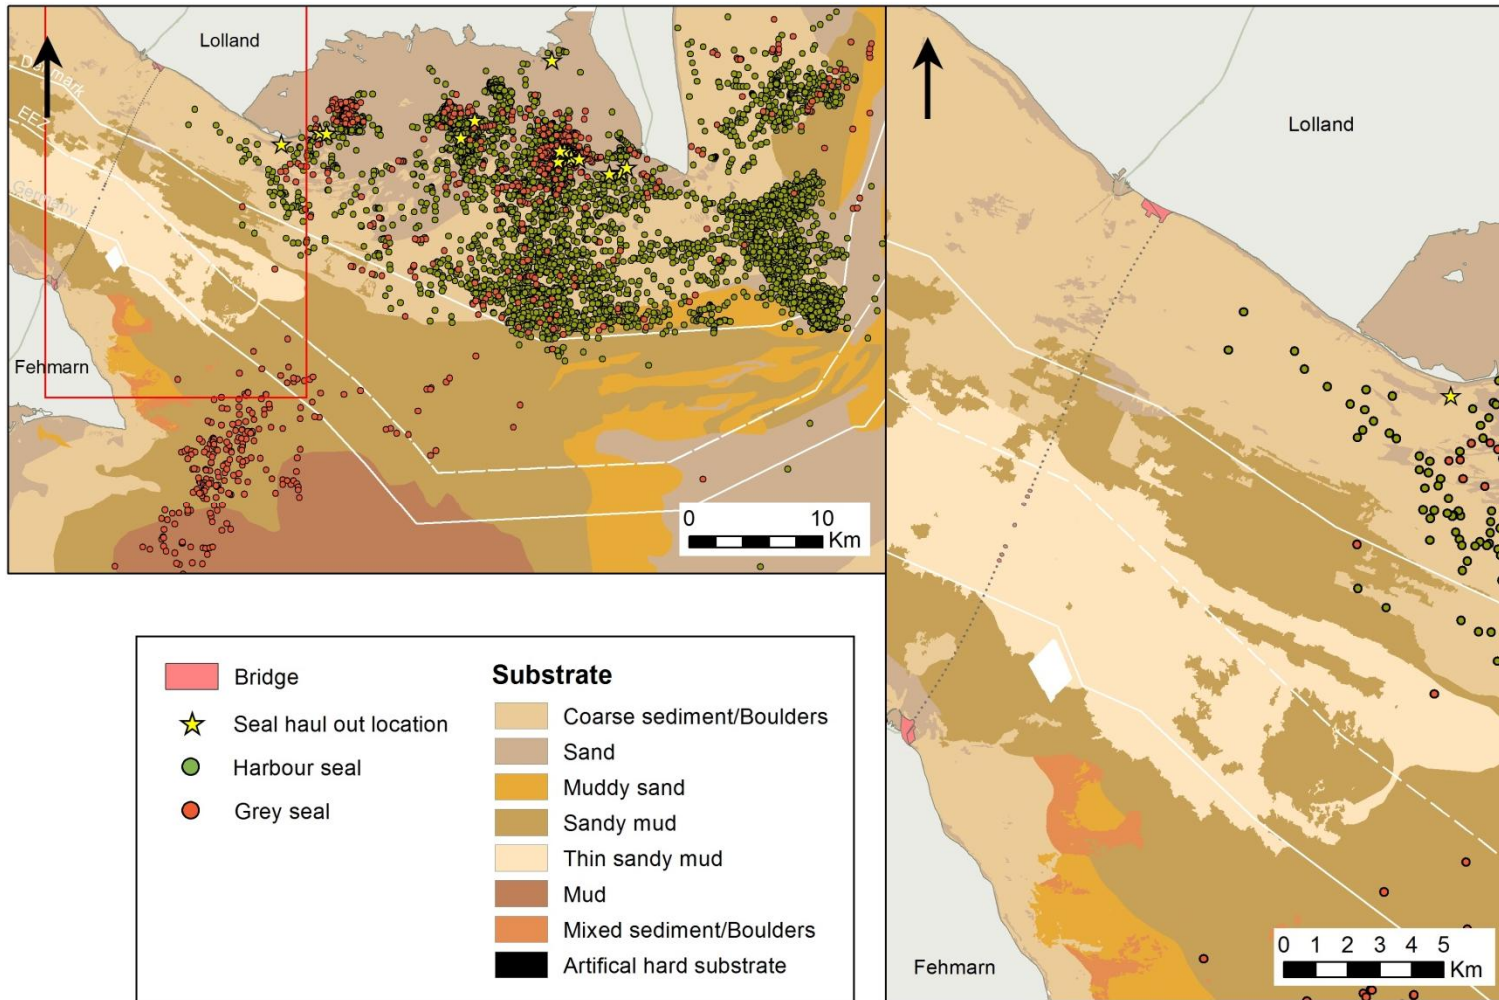 Lolland
Denmark
EEZ
Germany
Fehmarn
0 10
Km
Lolland
Fehmarn
0 1 2 3 4 5
Km
Bridge
Seal haul out location
Harbour seal
Grey seal
Substrate
Coarse sediment/Boulders
Sand
Muddy sand
Sandy mud
Thin sandy mud
Mud
Mixed sediment/Boulders
Artifical hard substrate